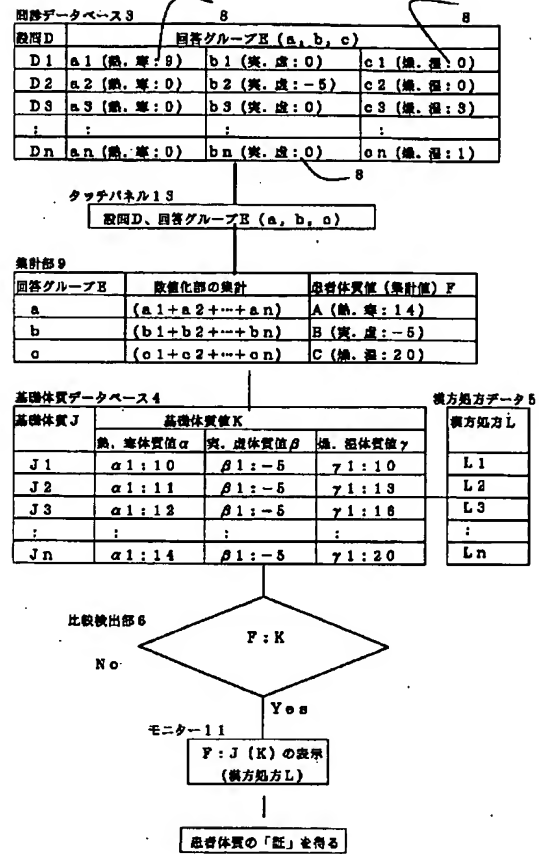 問診データベース3 8 8
設問D 回答グループE (a, b, c)
D1 a1 (熱. 寒:9) b1 (実. 虚:0) c1 (燥. 湿:0)
D2 a2 (熱. 寒:0) b2 (実. 虚:-5) c2 (燥. 湿:0)
D3 a3 (熱. 寒:0) b3 (実. 虚:0) c3 (燥. 湿:3)
: : : :
Dn an (熱. 寒:0) bn (実. 虚:0) cn (燥. 湿:1)
8
タッチパネル13
設問D、回答グループE (a, b, c)
集計部9
回答グループE 数値化部の集計 患者体質値 (集計値) F
a (a1+a2+…+an) A (熱. 寒:14)
b (b1+b2+…+bn) B (実. 虚:-5)
c (c1+c2+…+cn) C (燥. 湿:20)
基礎体質データベース4 漢方処方データ5
基礎体質J 基礎体質値K 漢方処方L
熱. 寒体質値α 実. 虚体質値β 燥. 湿体質値γ
J1 α1:10 β1:-5 γ1:10 L1
J2 α1:11 β1:-5 γ1:13 L2
J3 α1:12 β1:-5 γ1:16 L3
: : : : :
Jn α1:14 β1:-5 γ1:20 Ln
比較検出部6
F:K
No
Yes
モニター11
F:J (K) の表示
(漢方処方L)
患者体質の「証」を得る